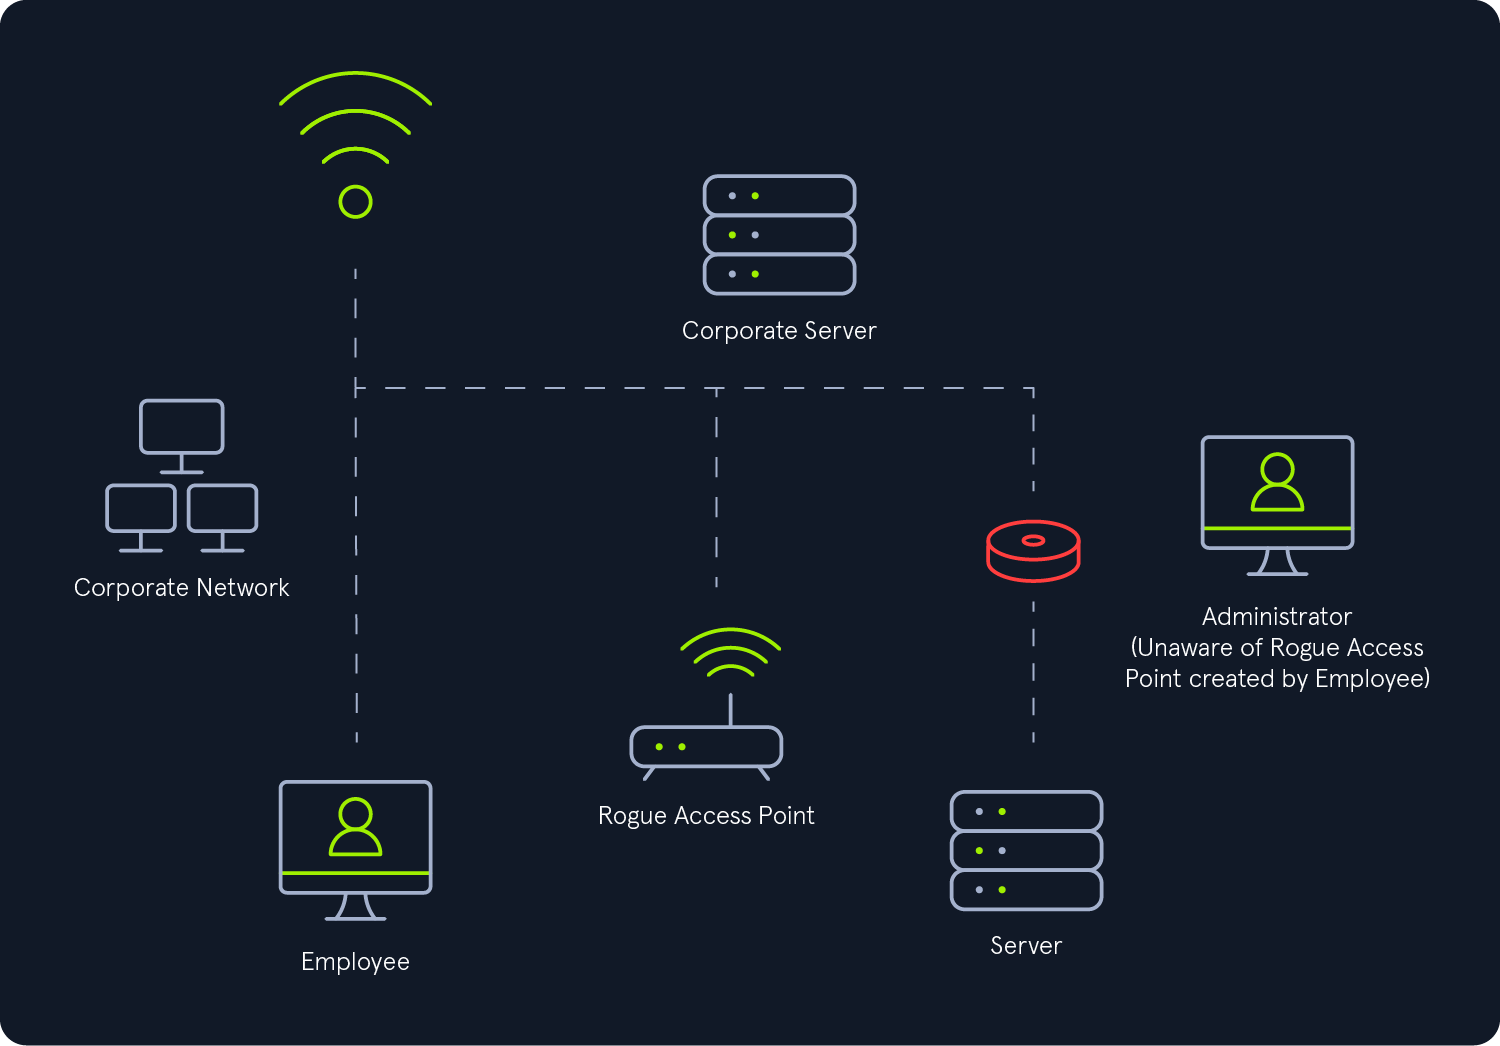 Corporate Server
Corporate Network
Administrator
(Unaware of Rogue Access
Point created by Employee)
Rogue Access Point
Server
Employee